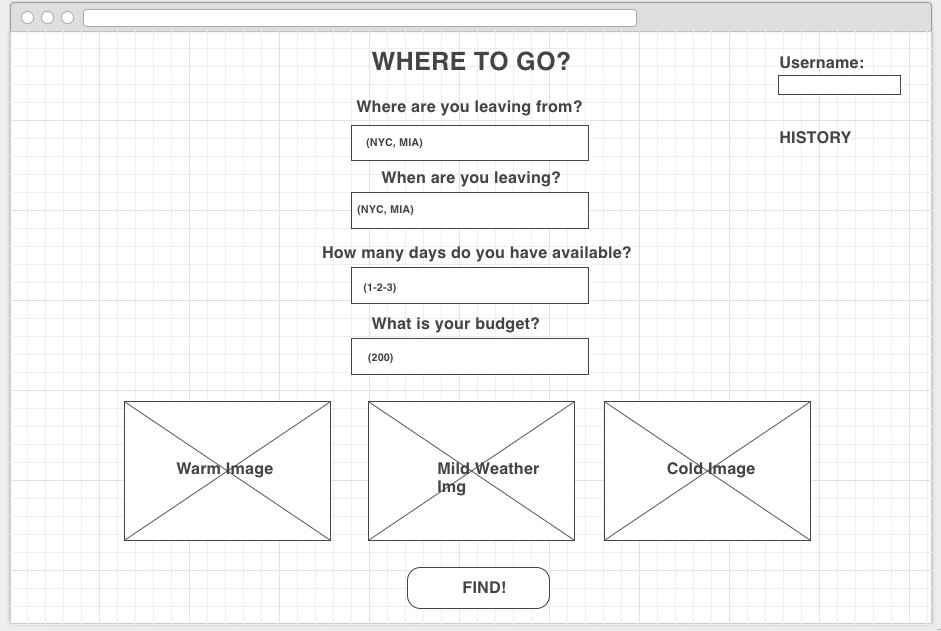 WHERE TO GO?
Username:
Where are you leaving from?
(NYC, MIA)
HISTORY
When are you leaving?
(NYC, MIA)
How many days do you have available?
(1-2-3)
What is your budget?
(200)
Warm Image
Mild Weather
Img
Cold Image
FIND!